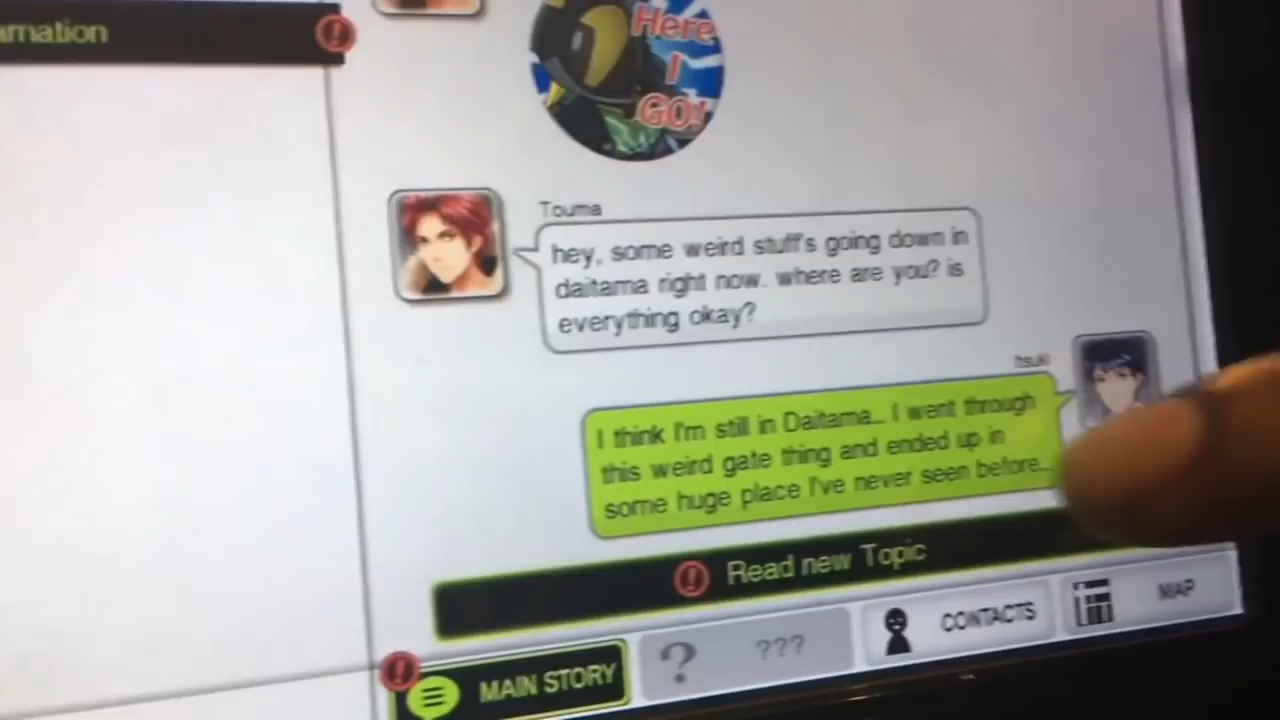 Here
I
GO!
Touma
hey, some weird stuff's going down in
daitama right now. where are you? is
everything okay?
Itsuki
I think I'm still in Daitama... I went through
this weird gate thing and ended up in
some huge place I've never seen before...
Read new Topic
MAIN STORY
? ???
CONTACTS
MAP